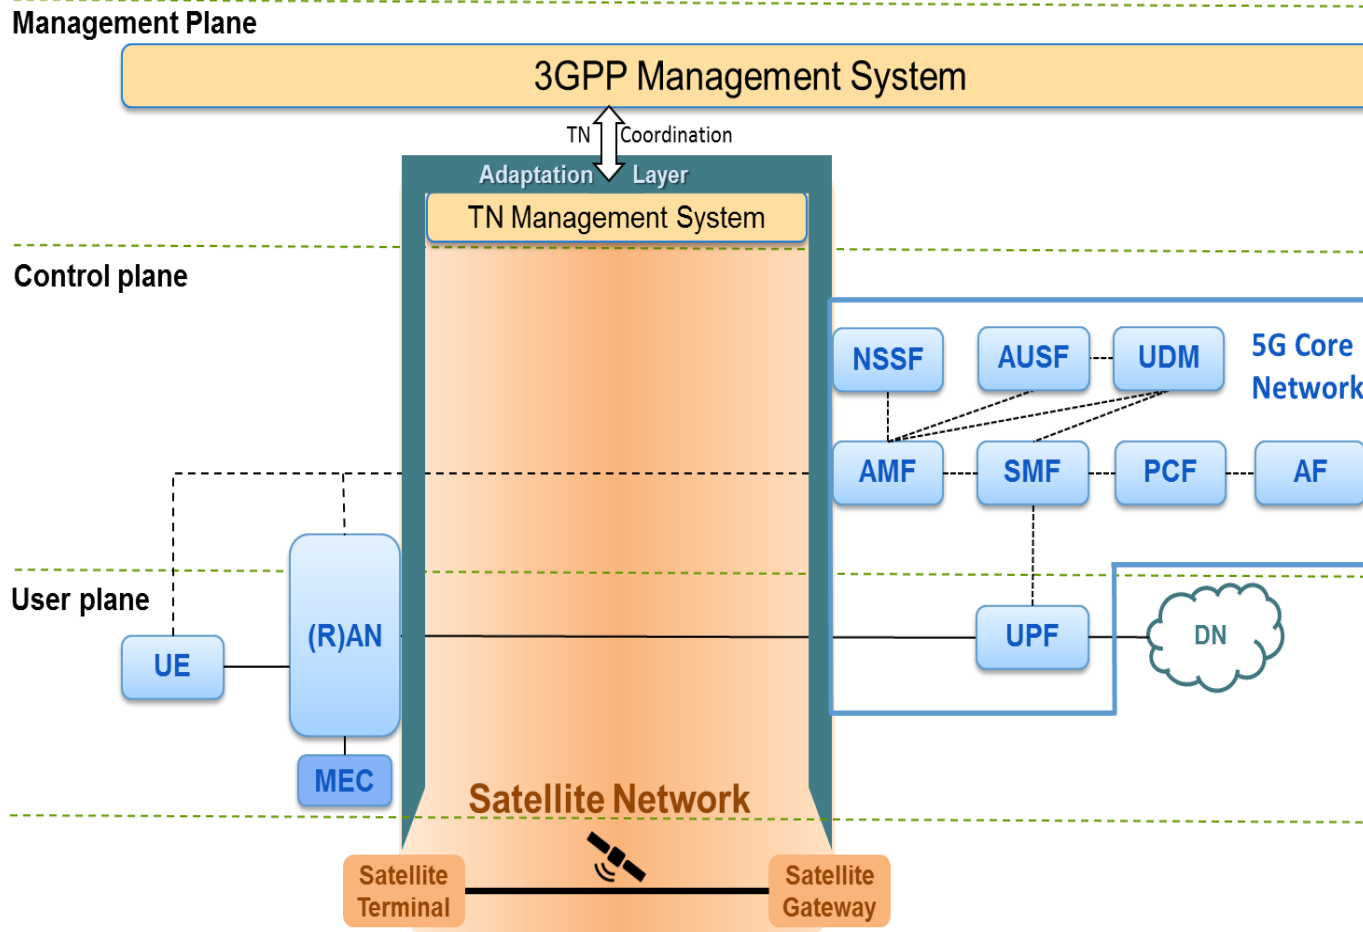 Management Plane
3GPP Management System
TN Coordination
Adaptation Layer
TN Management System
Control plane
NSSF
AUSF
UDM
5G Core
Network
AMF
SMF
PCF
AF
User plane
(R)AN
UE
UPF
DN
MEC
Satellite Network
Satellite
Terminal
Satellite
Gateway